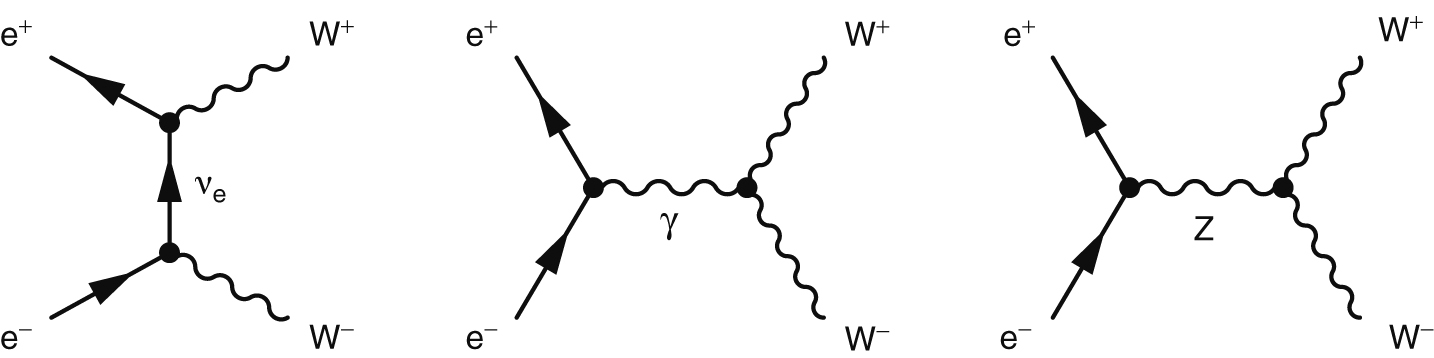 e⁺ W⁺ e⁺ W⁺ e⁺ W⁺
νe γ Z
e⁻ W⁻ e⁻ W⁻ e⁻ W⁻